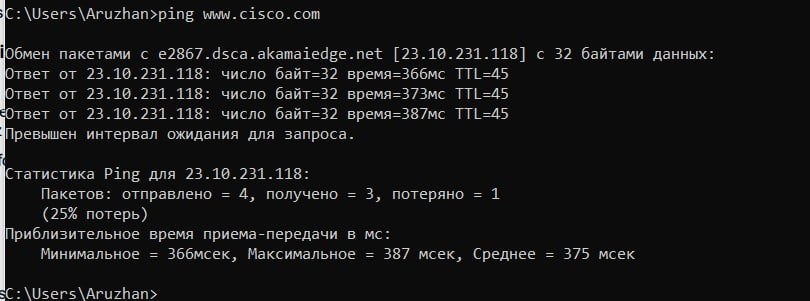 C:\Users\Aruzhan>ping www.cisco.com
Обмен пакетами с e2867.dsca.akamaiedge.net [23.10.231.118] с 32 байтами данных:
Ответ от 23.10.231.118: число байт=32 время=366мс TTL=45
Ответ от 23.10.231.118: число байт=32 время=373мс TTL=45
Ответ от 23.10.231.118: число байт=32 время=387мс TTL=45
Превышен интервал ожидания для запроса.
Статистика Ping для 23.10.231.118:
Пакетов: отправлено = 4, получено = 3, потеряно = 1
(25% потерь)
Приблизительное время приема-передачи в мс:
Минимальное = 366мсек, Максимальное = 387 мсек, Среднее = 375 мсек
C:\Users\Aruzhan>